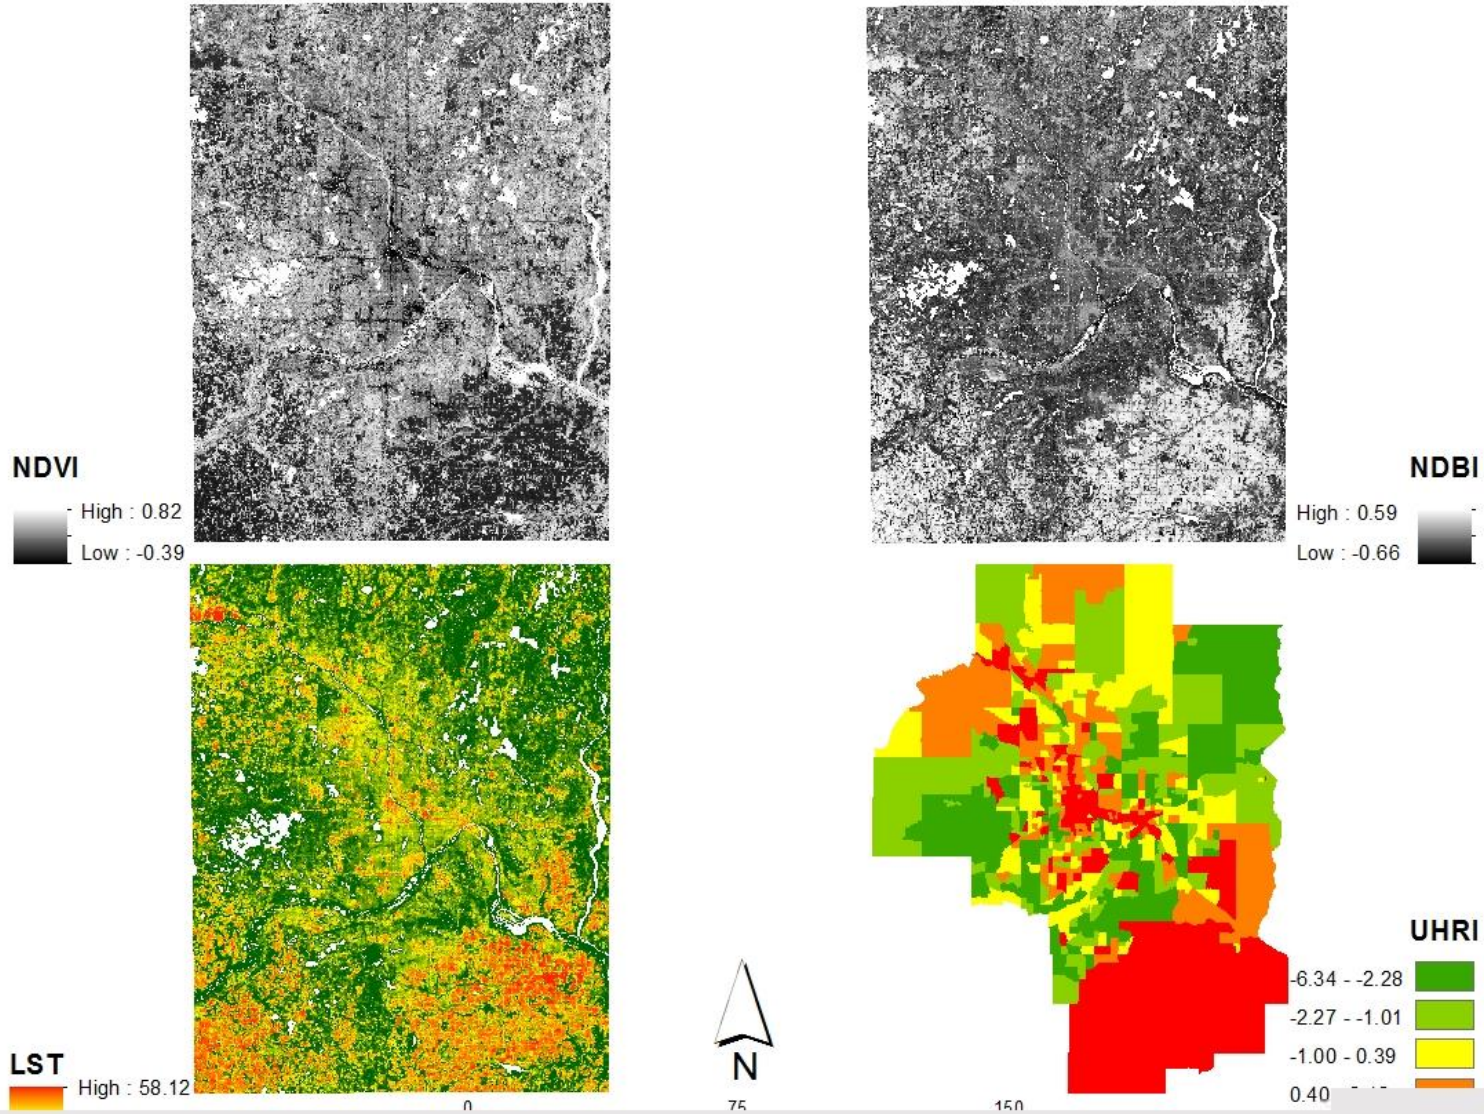 NDVI
High : 0.82
Low : -0.39
NDBI
High : 0.59
Low : -0.66
UHRI
-6.34 - -2.28
-2.27 - -1.01
-1.00 - 0.39
0.40
LST
High : 58.12
N
0 75 150